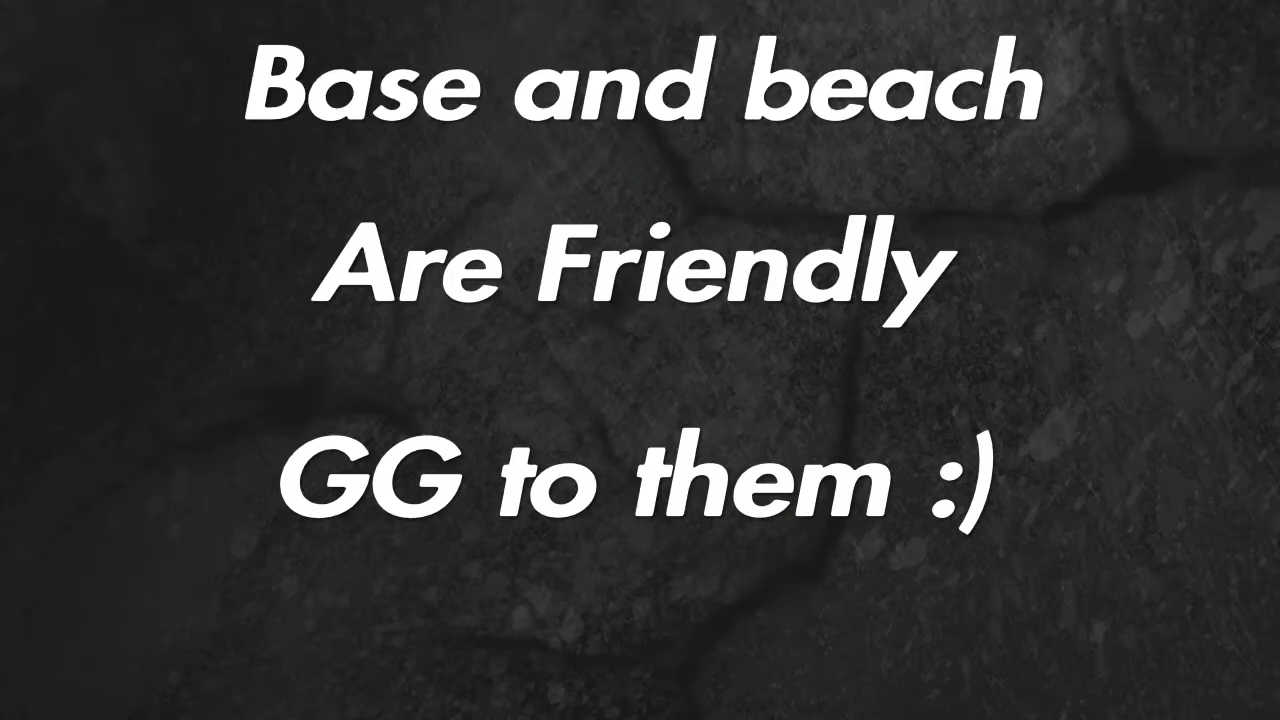 Base and beach
Are Friendly
GG to them :)